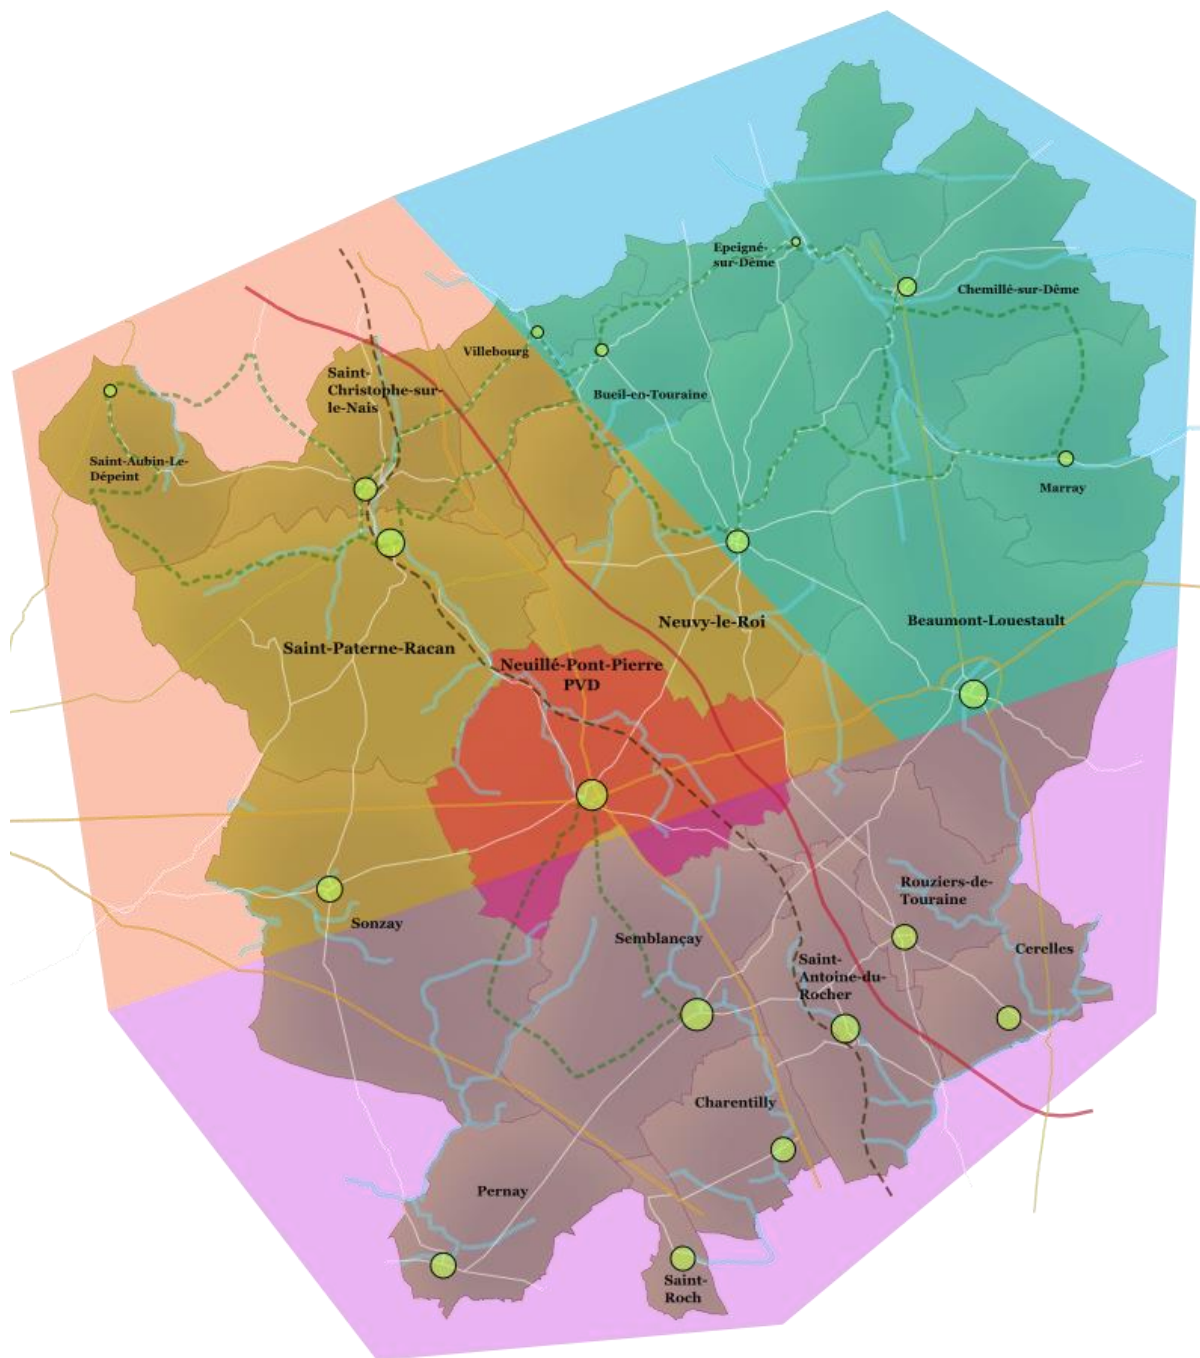 Epeigné-
sur-Dême
Chemillé-sur-Dême
Villebourg
Saint-
Christophe-sur-
le-Nais
Bueil-en-Touraine
Saint-Aubin-Le-
Dépeint
Marray
Neuvy-le-Roi
Beaumont-Louestault
Saint-Paterne-Racan
Neuillé-Pont-Pierre
PVD
Rouziers-de-
Touraine
Sonzay
Semblançay
Cerelles
Saint-
Antoine-du-
Rocher
Charentilly
Pernay
Saint-
Roch